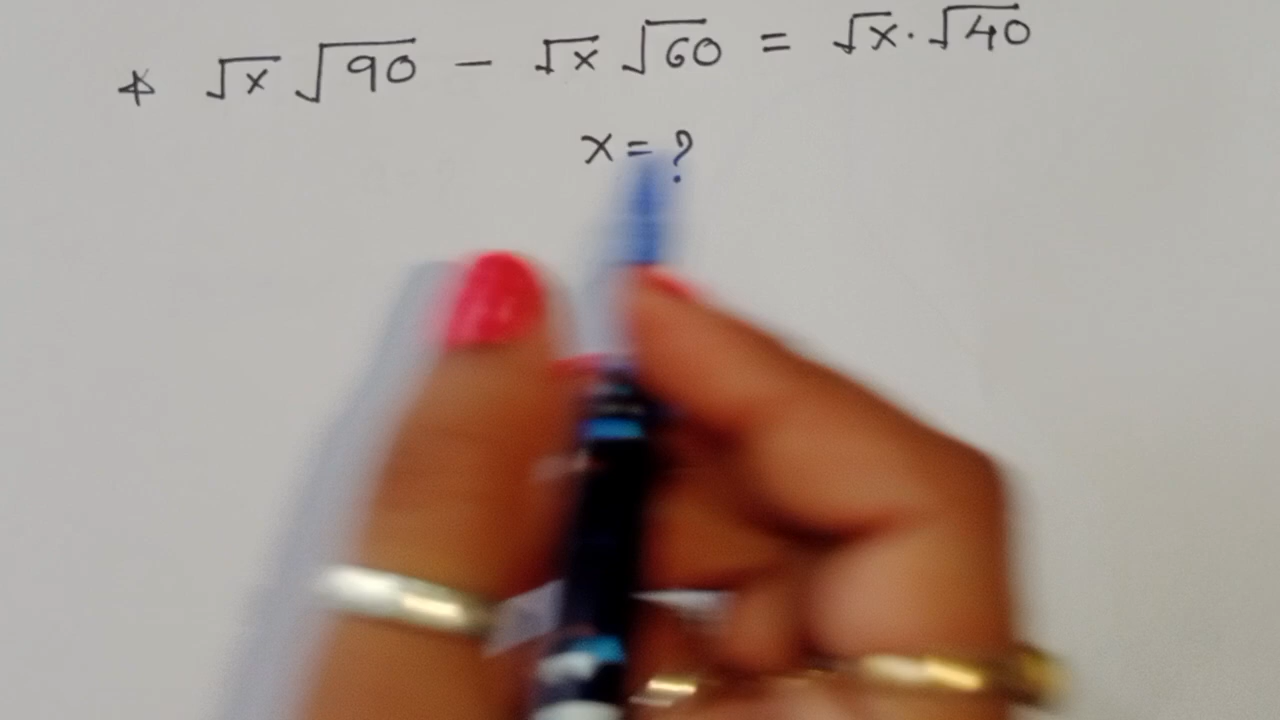 * √x √90 − √x √60 = √x · √40
x = ?